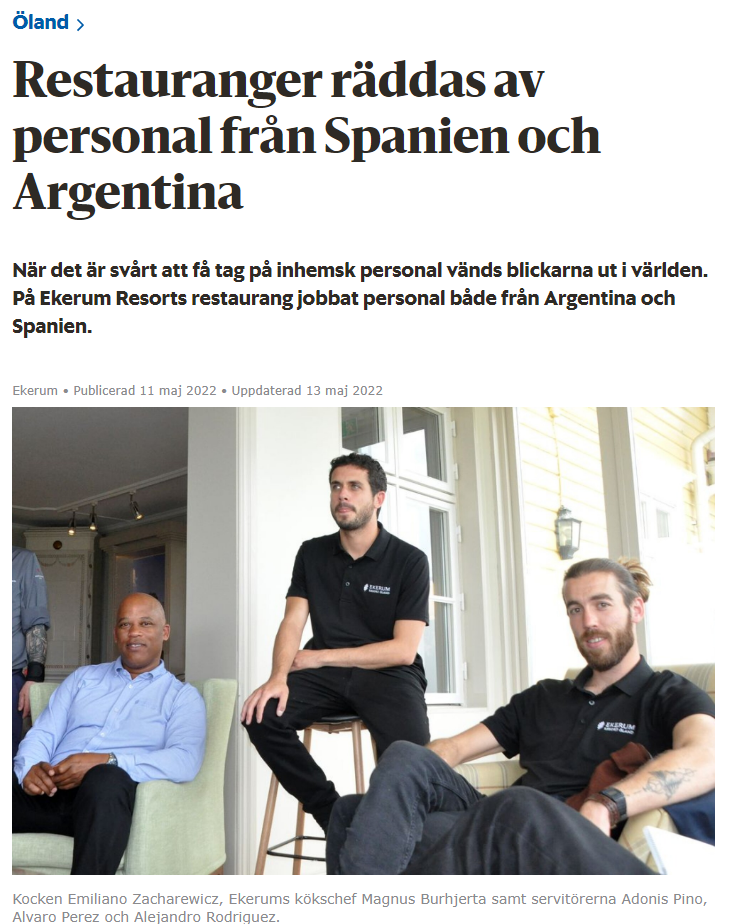 Öland
Restauranger räddas av
personal från Spanien och
Argentina
När det är svårt att få tag på inhemsk personal vänds blickarna ut i världen.
På Ekerum Resorts restaurang jobbat personal både från Argentina och
Spanien.
Ekerum • Publicerad 11 maj 2022 • Uppdaterad 13 maj 2022
EKERUM
EKERUM
Kocken Emiliano Zacharewicz, Ekerums kökschef Magnus Burhjerta samt servitörerna Adonis Pino,
Alvaro Perez och Alejandro Rodriguez.